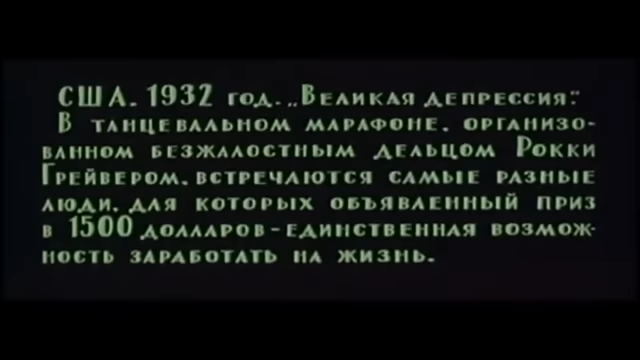 США. 1932 год. „Великая депрессия".
В танцевальном марафоне, организо-
ванном безжалостным дельцом Рокки
Грейвером, встречаются самые разные
люди, для которых объявленный приз
в 1500 долларов-единственная возмож-
ность заработать на жизнь.